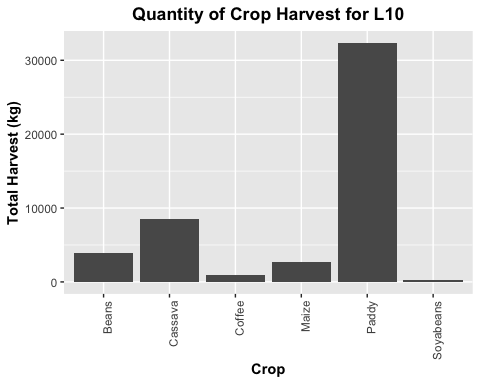 Quantity of Crop Harvest for L10
Total Harvest (kg)
30000
20000
10000
0
Beans
Cassava
Coffee
Maize
Paddy
Soyabeans
Crop